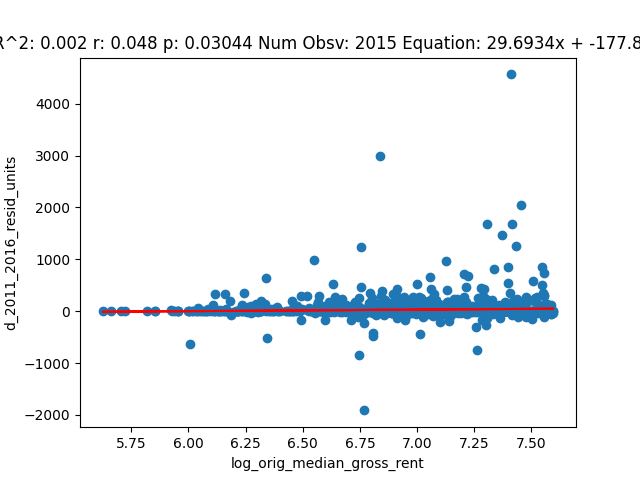 R^2: 0.002 r: 0.048 p: 0.03044 Num Obsv: 2015 Equation: 29.6934x + -177.8
d_2011_2016_resid_units
4000
3000
2000
1000
0
−1000
−2000
5.75 6.00 6.25 6.50 6.75 7.00 7.25 7.50
log_orig_median_gross_rent